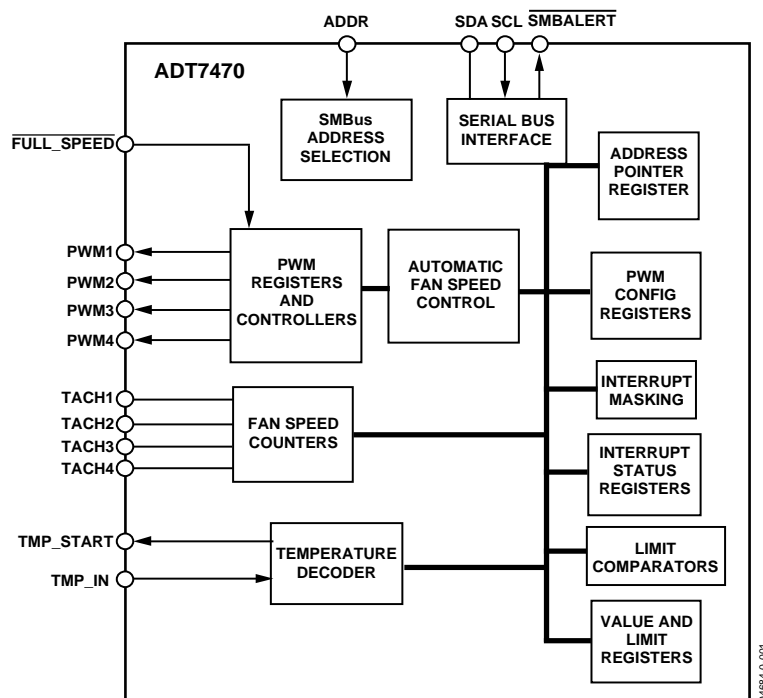 ADDR
SDA SCL SMBALERT
ADT7470
SMBus
ADDRESS
SELECTION
SERIAL BUS
INTERFACE
FULL_SPEED
ADDRESS
POINTER
REGISTER
PWM1
PWM2
PWM3
PWM4
PWM
REGISTERS
AND
CONTROLLERS
AUTOMATIC
FAN SPEED
CONTROL
PWM
CONFIG
REGISTERS
INTERRUPT
MASKING
TACH1
TACH2
TACH3
TACH4
FAN SPEED
COUNTERS
INTERRUPT
STATUS
REGISTERS
TMP_START
TMP_IN
TEMPERATURE
DECODER
LIMIT
COMPARATORS
VALUE AND
LIMIT
REGISTERS